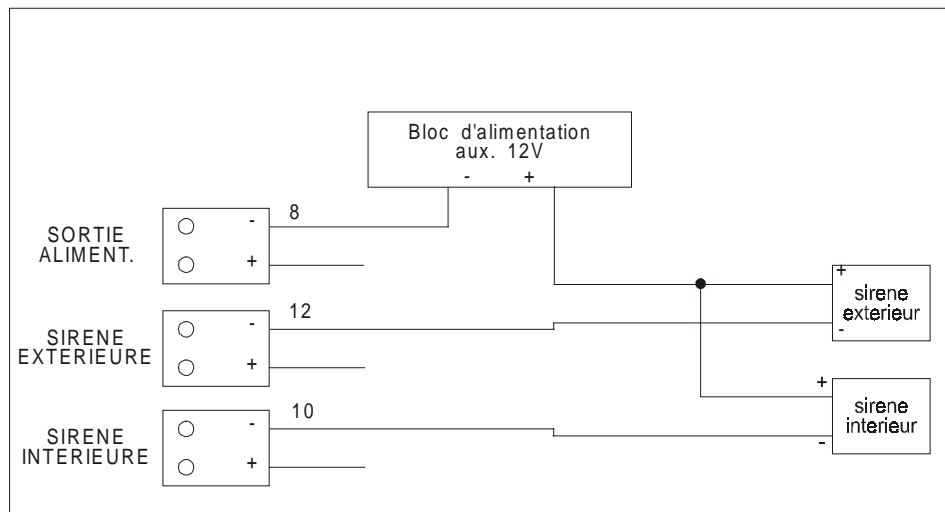 Bloc d'alimentation
aux. 12V
- +
8
SORTIE
ALIMENT.
-
+
12
SIRENE
EXTERIEURE
-
+
10
SIRENE
INTERIEURE
-
+
+
sirene
exterieur
-
+
sirene
interieur
-